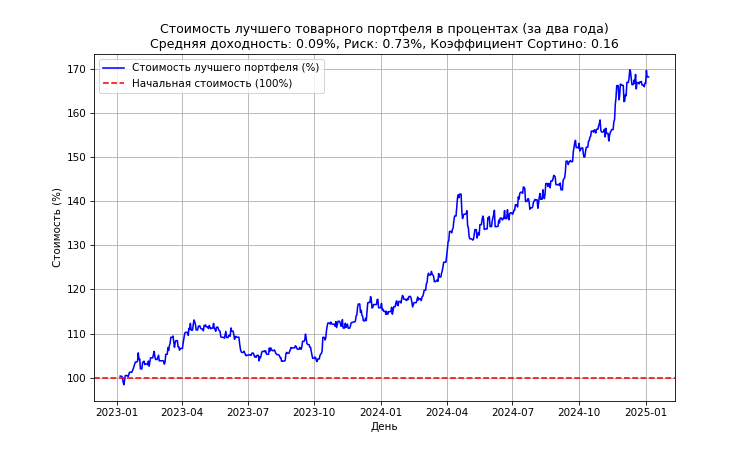 Стоимость лучшего товарного портфеля в процентах (за два года)
Средняя доходность: 0.09%, Риск: 0.73%, Коэффициент Сортино: 0.16
Стоимость лучшего портфеля (%)
Начальная стоимость (100%)
Стоимость (%)
170
160
150
140
130
120
110
100
2023-01 2023-04 2023-07 2023-10 2024-01 2024-04 2024-07 2024-10 2025-01
День